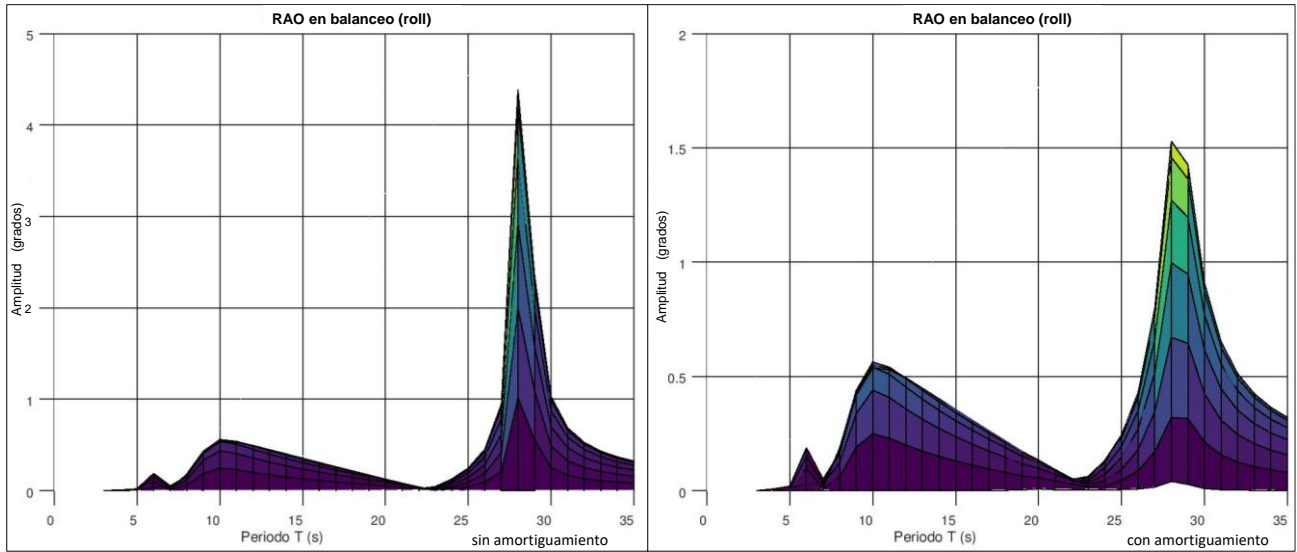 RAO en balanceo (roll)
5
4
3
2
1
0
Amplitud (grados)
0 5 10 15 20 25 30 35
Periodo T (s)
sin amortiguamiento
RAO en balanceo (roll)
2
1.5
1
0.5
0
Amplitud (grados)
0 5 10 15 20 25 30 35
Periodo T (s)
con amortiguamiento